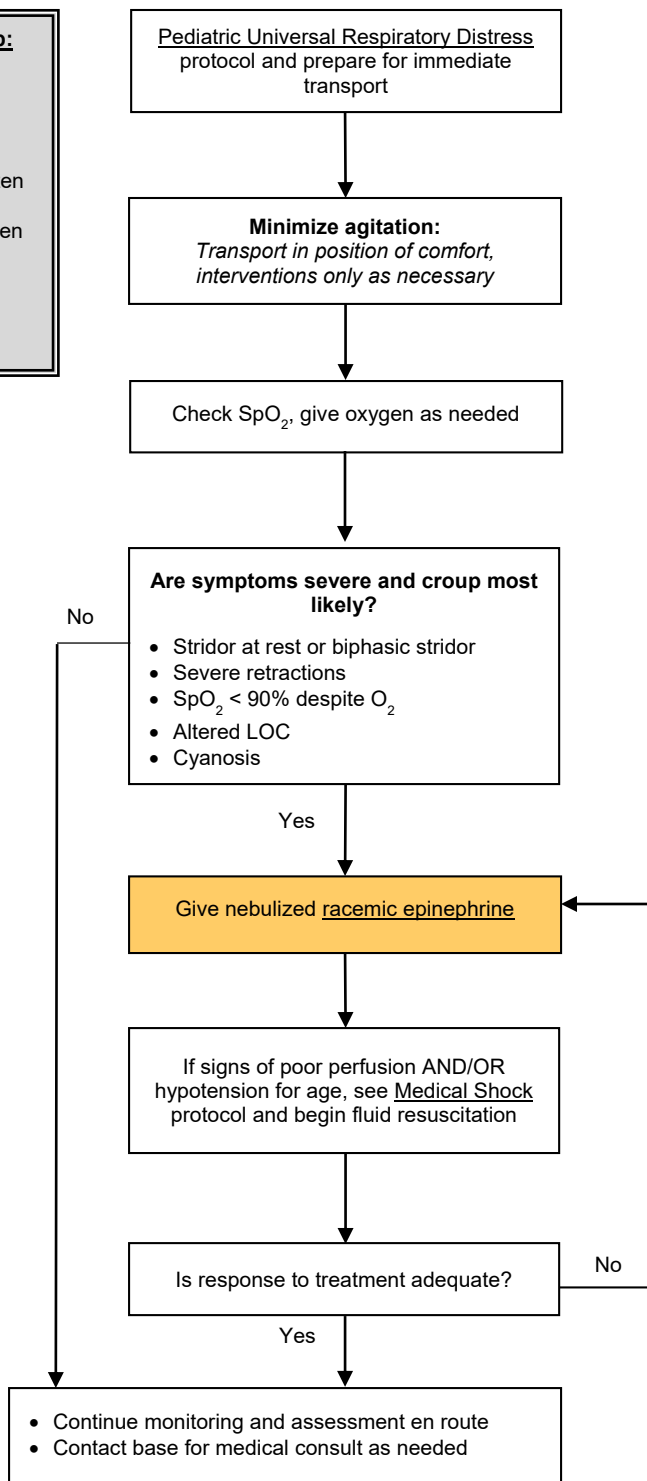 Pediatric Universal Respiratory Distress
protocol and prepare for immediate
transport
Minimize agitation:
Transport in position of comfort,
interventions only as necessary
Check SpO2, give oxygen as needed
Are symptoms severe and croup most
likely?
• Stridor at rest or biphasic stridor
• Severe retractions
• SpO2 < 90% despite O2
• Altered LOC
• Cyanosis
No
Yes
Give nebulized racemic epinephrine
If signs of poor perfusion AND/OR
hypotension for age, see Medical Shock
protocol and begin fluid resuscitation
Is response to treatment adequate?
No
Yes
• Continue monitoring and assessment en route
• Contact base for medical consult as needed